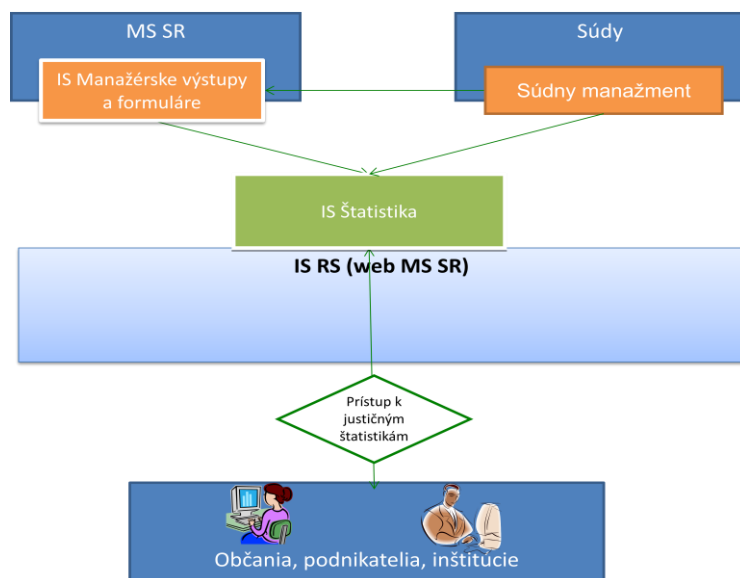 MS SR
Súdy
IS Manažérske výstupy
a formuláre
Súdny manažment
IS Štatistika
IS RS (web MS SR)
Prístup k
justičným
štatistikám
Občania, podnikatelia, inštitúcie